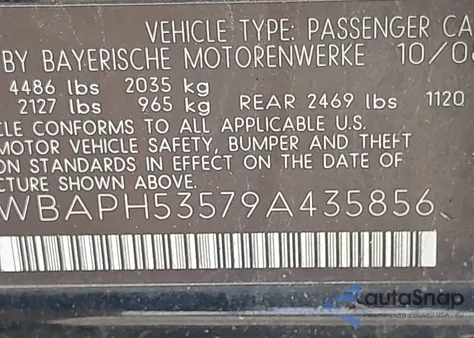 VEHICLE TYPE: PASSENGER CA
BY BAYERISCHE MOTORENWERKE 10/0
4486 lbs 2035 kg
2127 lbs 965 kg REAR 2469 lbs 1120
CLE CONFORMS TO ALL APPLICABLE U.S.
MOTOR VEHICLE SAFETY, BUMPER AND THEFT
ON STANDARDS IN EFFECT ON THE DATE OF
CTURE SHOWN ABOVE.
WBAPH53579A435856
autaSnap